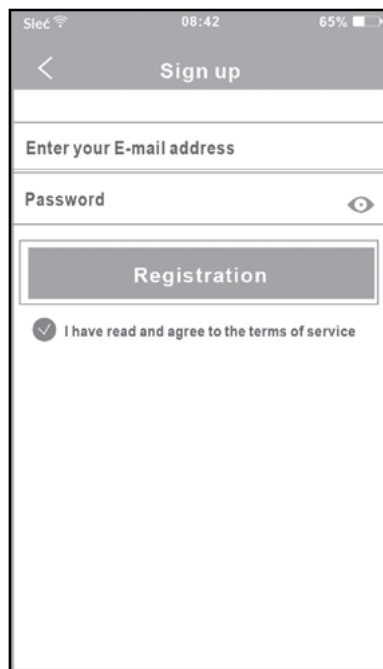 Sieć 08:42 65%
Sign up
Enter your E-mail address
Password
Registration
I have read and agree to the terms of service